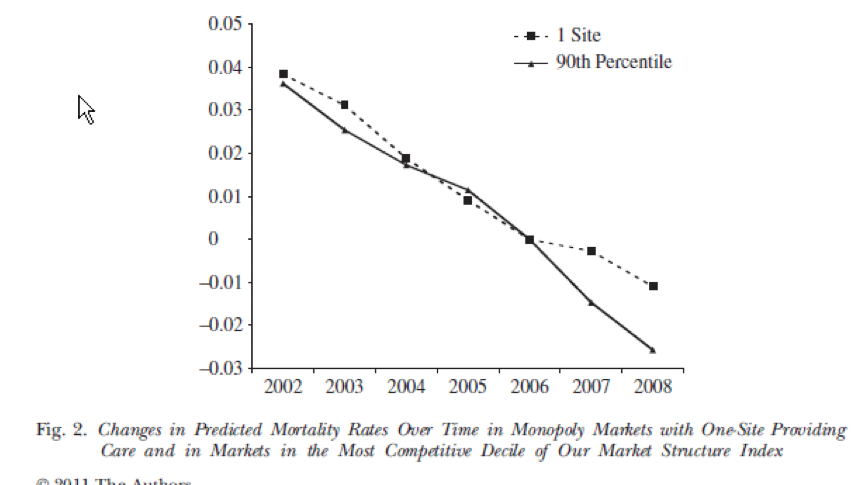 0.05
1 Site
0.04
90th Percentile
0.03
0.02
0.01
0
–0.01
–0.02
–0.03
2002 2003 2004 2005 2006 2007 2008
Fig. 2. Changes in Predicted Mortality Rates Over Time in Monopoly Markets with One-Site Providing
Care and in Markets in the Most Competitive Decile of Our Market Structure Index
© 2011 The Authors